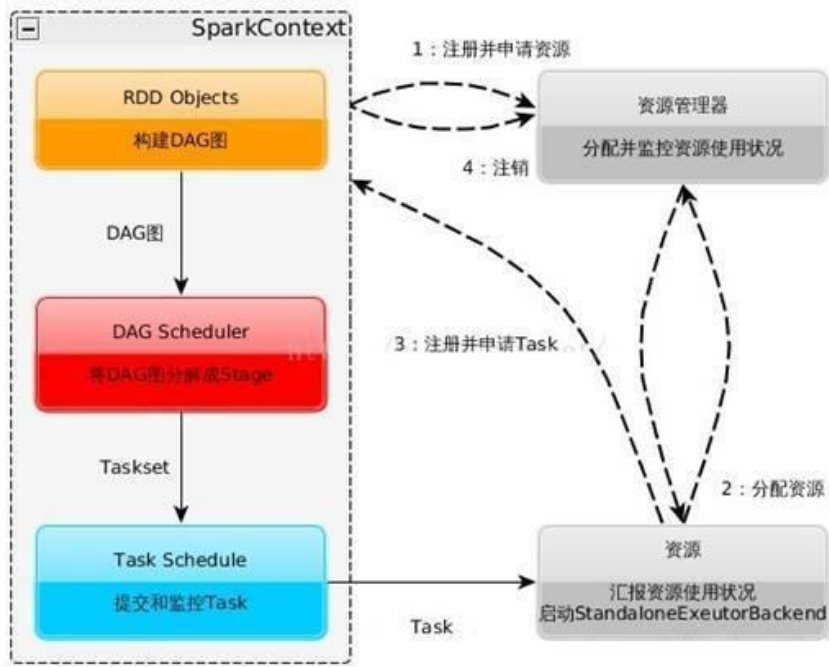 SparkContext
RDD Objects
构建DAG图
DAG图
DAG Scheduler
将DAG图分解成Stage
Taskset
Task Schedule
提交和监控Task
Task
1：注册并申请资源
4：注销
资源管理器
分配并监控资源使用状况
3：注册并申请Task
2：分配资源
资源
汇报资源使用状况
启动StandaloneExeutorBackend